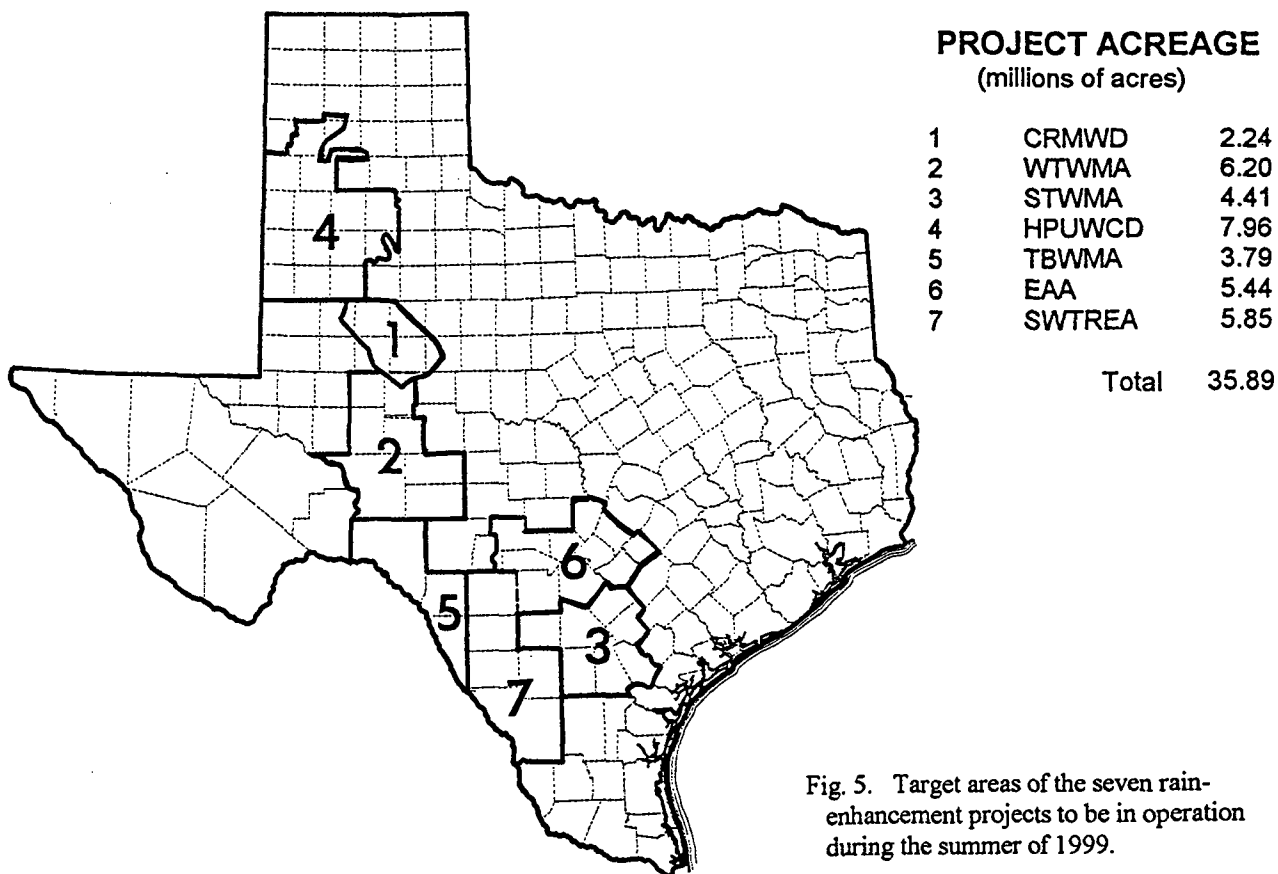 PROJECT ACREAGE
(millions of acres)
1 CRMWD 2.24
2 WTWMA 6.20
3 STWMA 4.41
4 HPUWCD 7.96
5 TBWMA 3.79
6 EAA 5.44
7 SWTREA 5.85
Total 35.89
4
1
2
6
5
3
7
Fig. 5. Target areas of the seven rain-
enhancement projects to be in operation
during the summer of 1999.